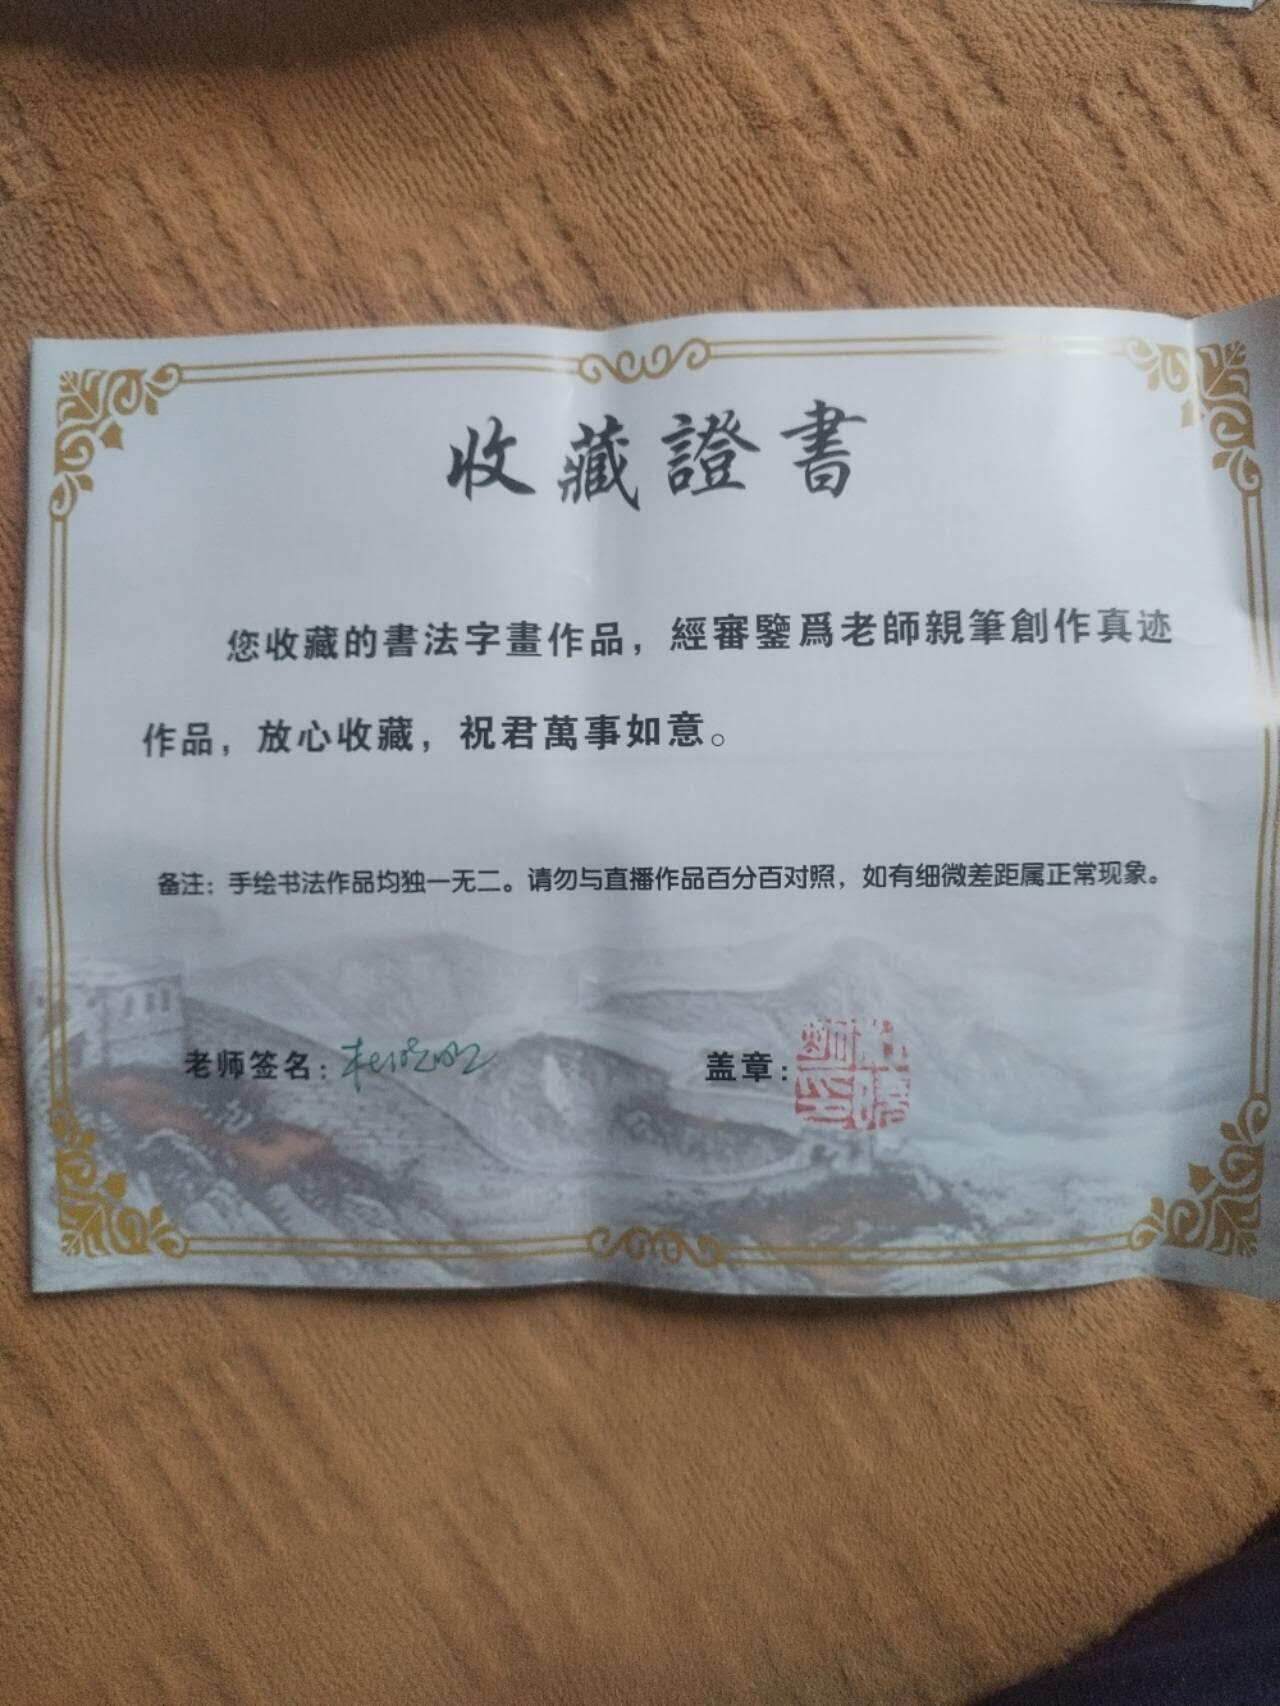 收藏證書
您收藏的書法字畫作品，經審鑒爲老師親筆創作真迹
作品，放心收藏，祝君萬事如意。
备注：手绘书法作品均独一无二。请勿与直播作品百分百对照，如有细微差距属正常现象。
老师签名：
盖章：